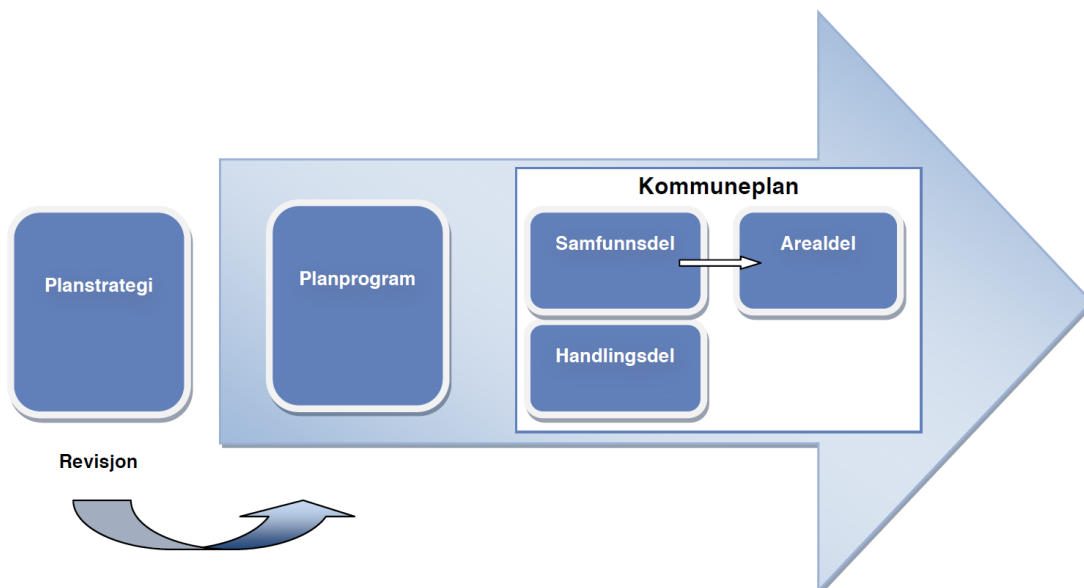 Kommuneplan
Planstrategi
Planprogram
Samfunnsdel
Arealdel
Handlingsdel
Revisjon